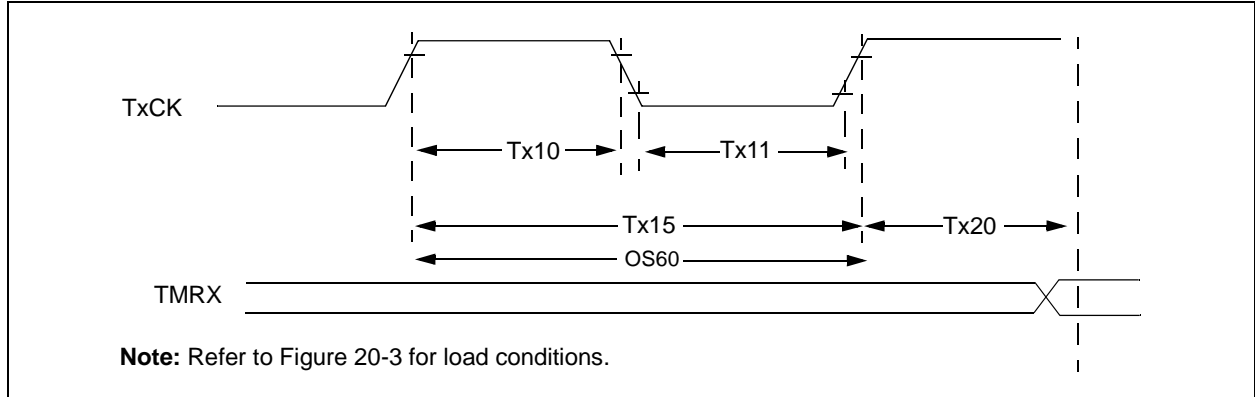 TxCK
Tx10
Tx11
Tx15
Tx20
OS60
TMRX
Note: Refer to Figure 20-3 for load conditions.